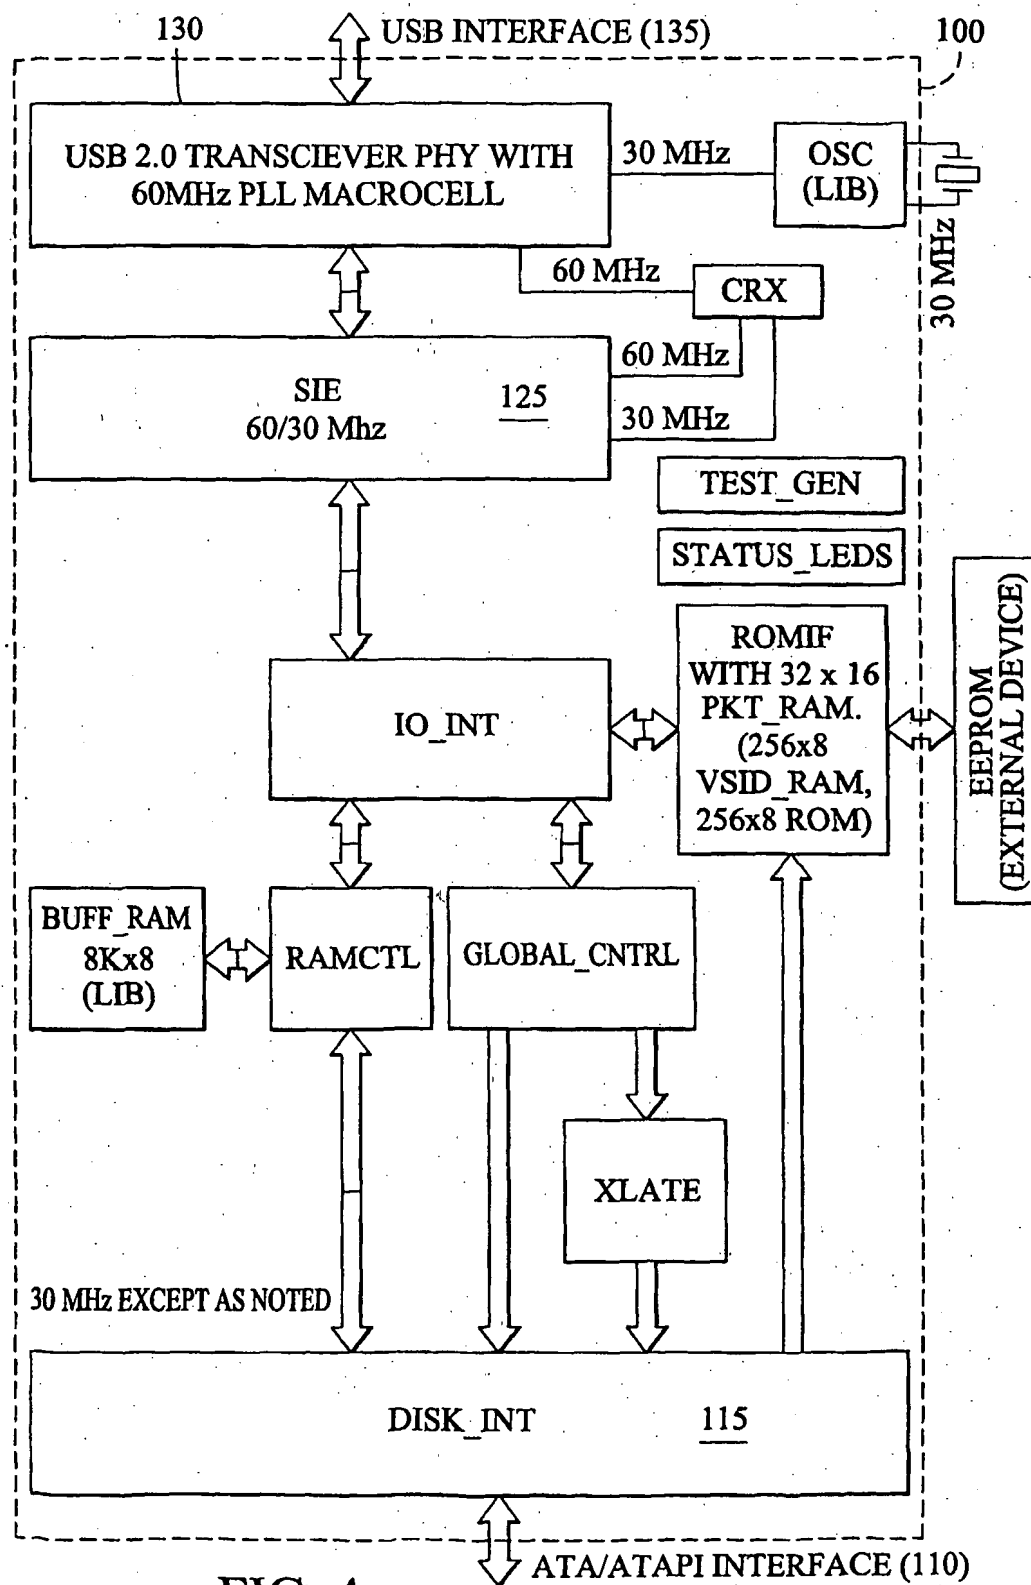 130
USB INTERFACE (135)
100
USB 2.0 TRANSCIEVER PHY WITH
60MHz PLL MACROCELL
30 MHz
OSC
(LIB)
30 MHz
60 MHz
CRX
SIE
60/30 Mhz
125
60 MHz
30 MHz
TEST_GEN
STATUS_LEDS
IO_INT
ROMIF
WITH 32 x 16
PKT_RAM.
(256x8
VSID_RAM,
256x8 ROM)
EEPROM
(EXTERNAL DEVICE)
BUFF_RAM
8Kx8
(LIB)
RAMCTL
GLOBAL_CNTRL
XLATE
30 MHz EXCEPT AS NOTED
DISK_INT
115
ATA/ATAPI INTERFACE (110)